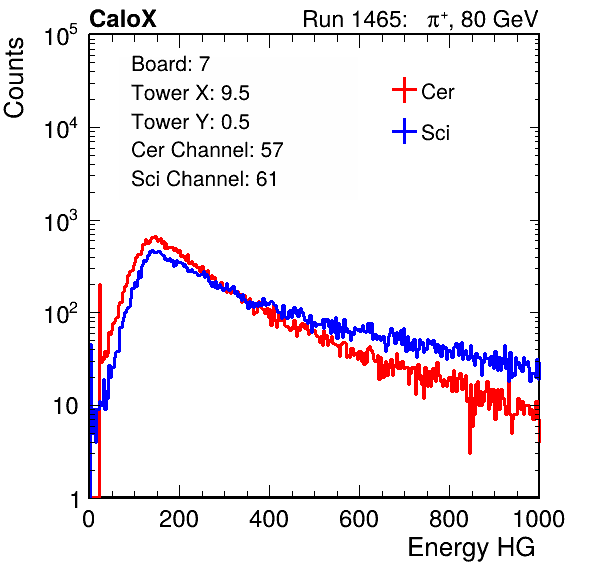 CaloX Run 1465: π⁺, 80 GeV
Counts
10⁵
10⁴
10³
10²
10
1
Board: 7
Tower X: 9.5
Tower Y: 0.5
Cer Channel: 57
Sci Channel: 61
Cer
Sci
0 200 400 600 800 1000
Energy HG